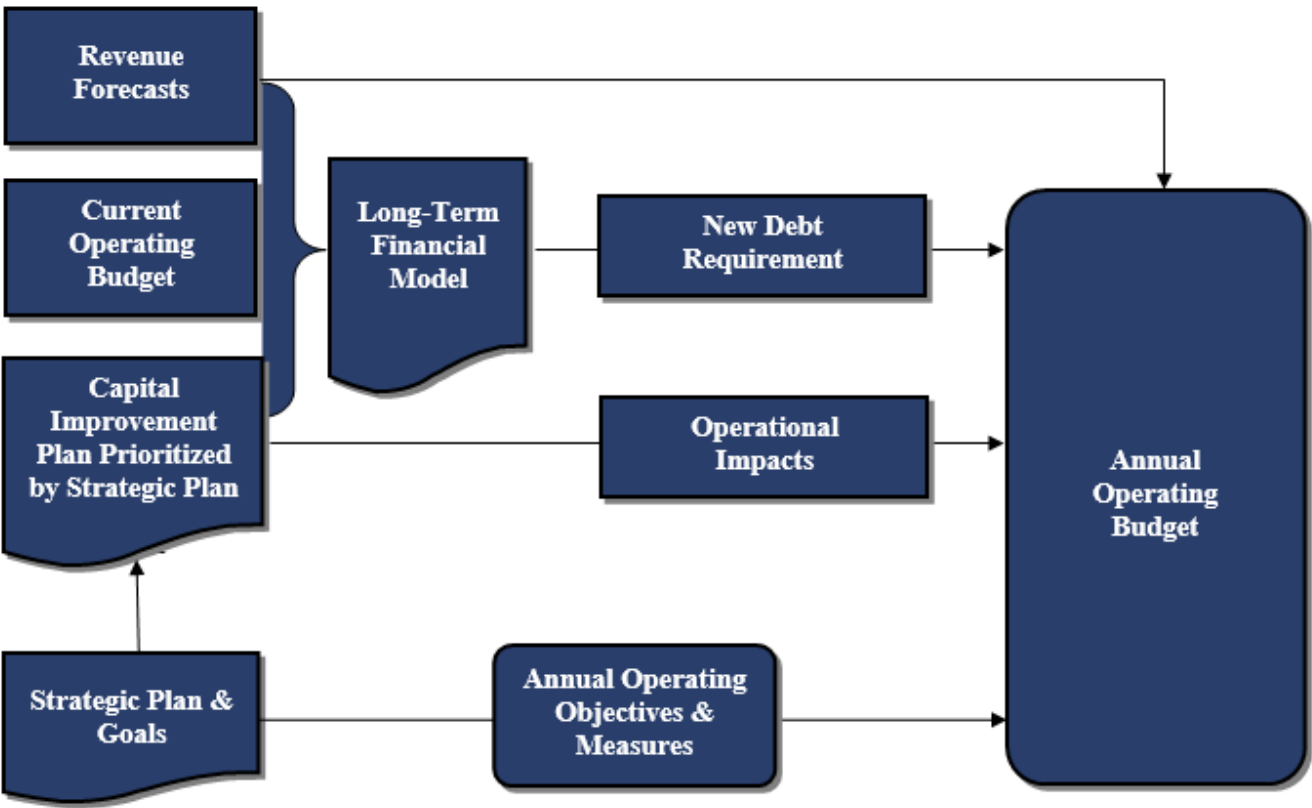 Revenue
Forecasts
Current
Operating
Budget
Long-Term
Financial
Model
New Debt
Requirement
Capital
Improvement
Plan Prioritized
by Strategic Plan
Operational
Impacts
Annual
Operating
Budget
Strategic Plan &
Goals
Annual Operating
Objectives &
Measures